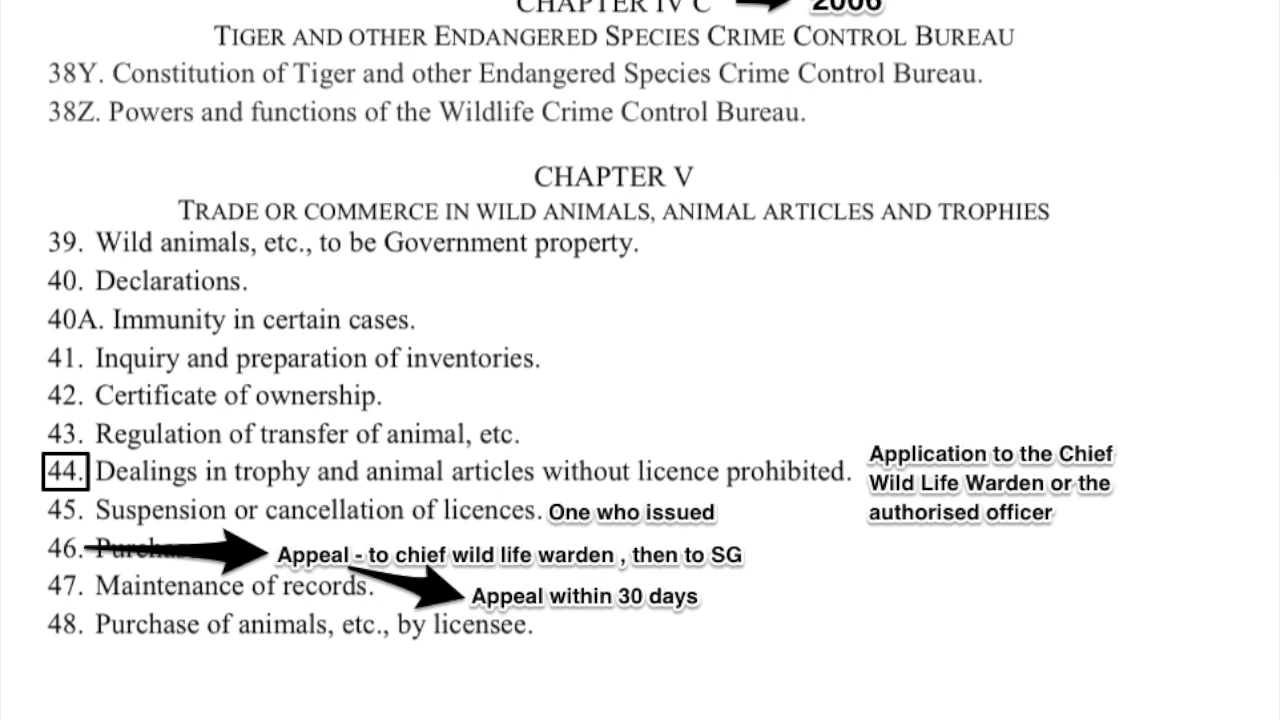 CHAPTER IV C 2006
TIGER AND OTHER ENDANGERED SPECIES CRIME CONTROL BUREAU
38Y. Constitution of Tiger and other Endangered Species Crime Control Bureau.
38Z. Powers and functions of the Wildlife Crime Control Bureau.
CHAPTER V
TRADE OR COMMERCE IN WILD ANIMALS, ANIMAL ARTICLES AND TROPHIES
39. Wild animals, etc., to be Government property.
40. Declarations.
40A. Immunity in certain cases.
41. Inquiry and preparation of inventories.
42. Certificate of ownership.
43. Regulation of transfer of animal, etc.
44. Dealings in trophy and animal articles without licence prohibited.
Application to the Chief
Wild Life Warden or the
authorised officer
45. Suspension or cancellation of licences. One who issued
46. Appeal - to chief wild life warden , then to SG
47. Maintenance of records. Appeal within 30 days
48. Purchase of animals, etc., by licensee.